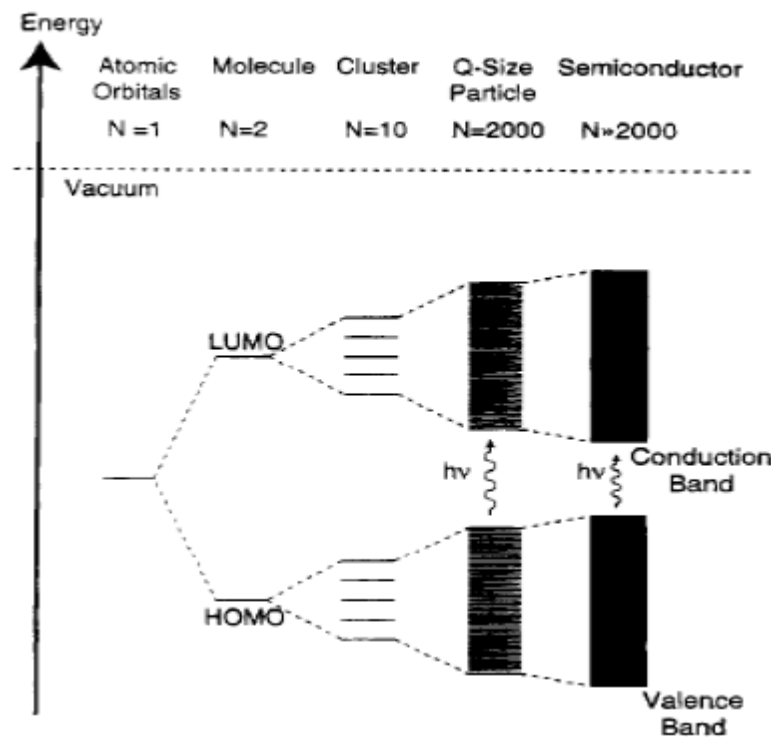 Energy
Atomic Orbitals
Molecule
Cluster
Q-Size Particle
Semiconductor
N =1
N=2
N=10
N=2000
N»2000
Vacuum
LUMO
hν
hν
Conduction
Band
HOMO
Valence
Band